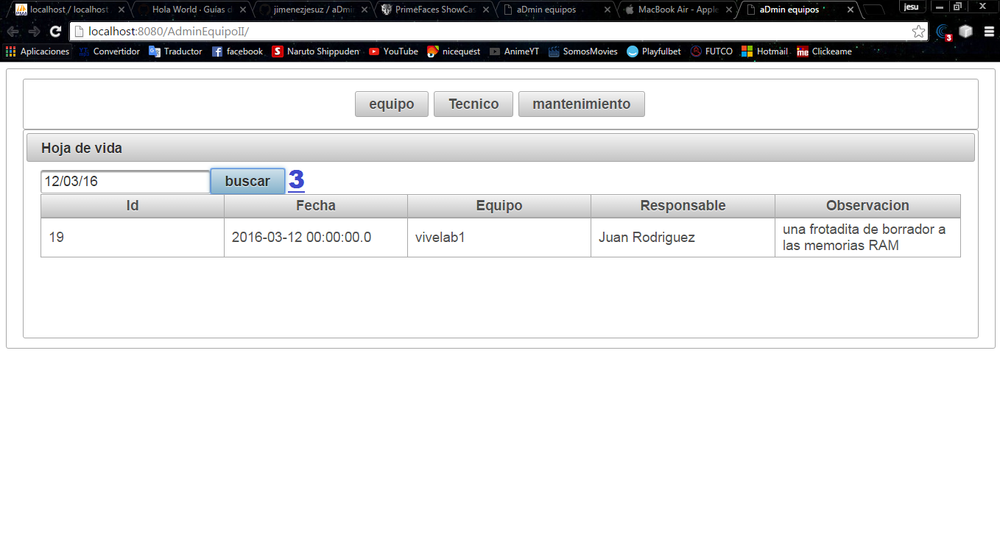 localhost / localhost
Hola World · Guías d
jimenezjesuz / aDmi
PrimeFaces ShowCas
aDmin equipos
MacBook Air - Apple
aDmin equipos
jesu
localhost:8080/AdminEquipoII/
3
Aplicaciones
Convertidor
Traductor
facebook
Naruto Shippuden
YouTube
nicequest
AnimeYT
SomosMovies
Playfulbet
FUTCO
Hotmail
me Clickeame
equipo
Tecnico
mantenimiento
Hoja de vida
12/03/16 buscar 3
Id Fecha Equipo Responsable Observacion
19 2016-03-12 00:00:00.0 vivelab1 Juan Rodriguez una frotadita de borrador a
las memorias RAM